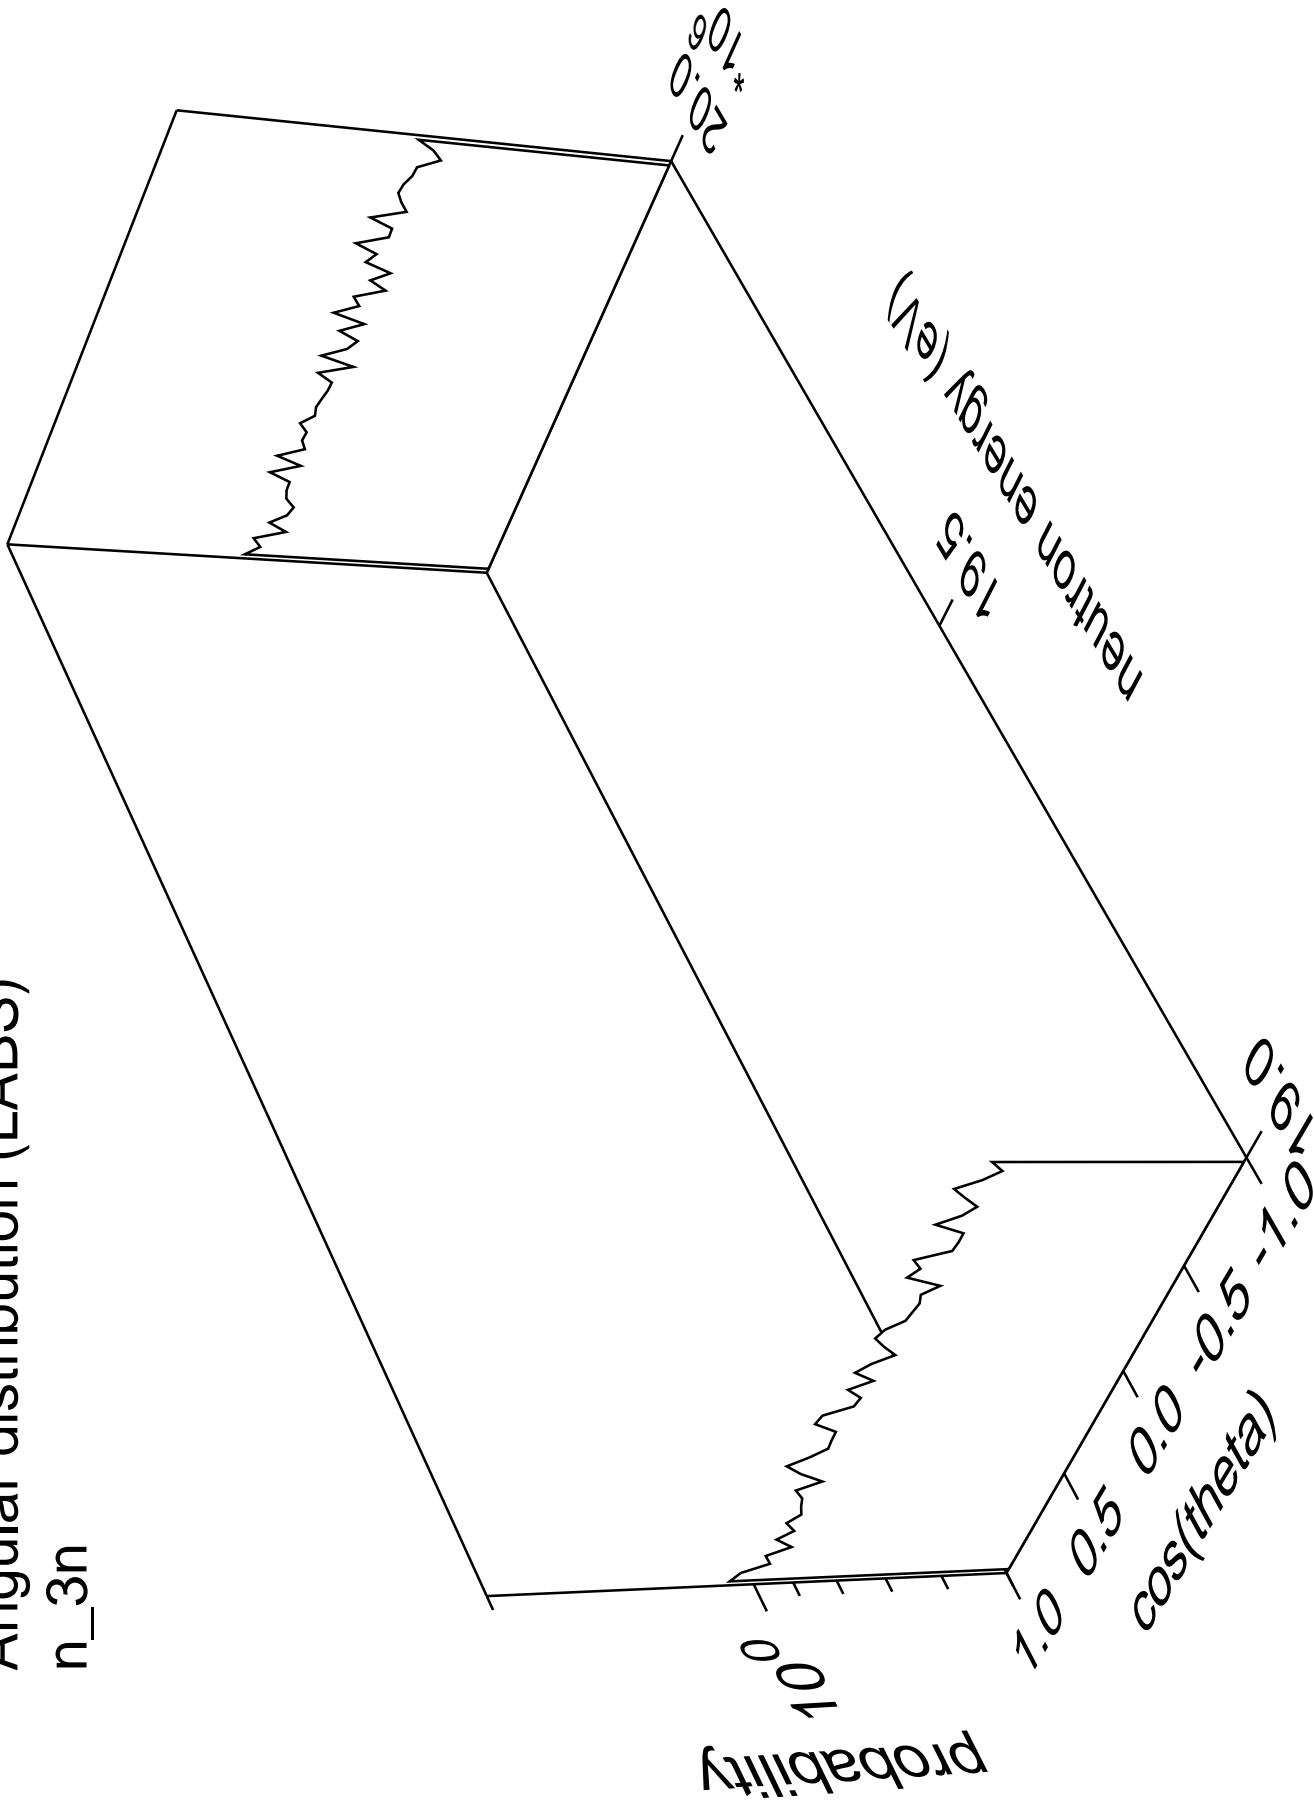 Angular distribution (LABS)
n_3n
probability
10^0
1.0
0.5
0.0
-0.5
-1.0
cos(theta)
19.0
19.5
20.0
* 10^6
neutron energy (eV)